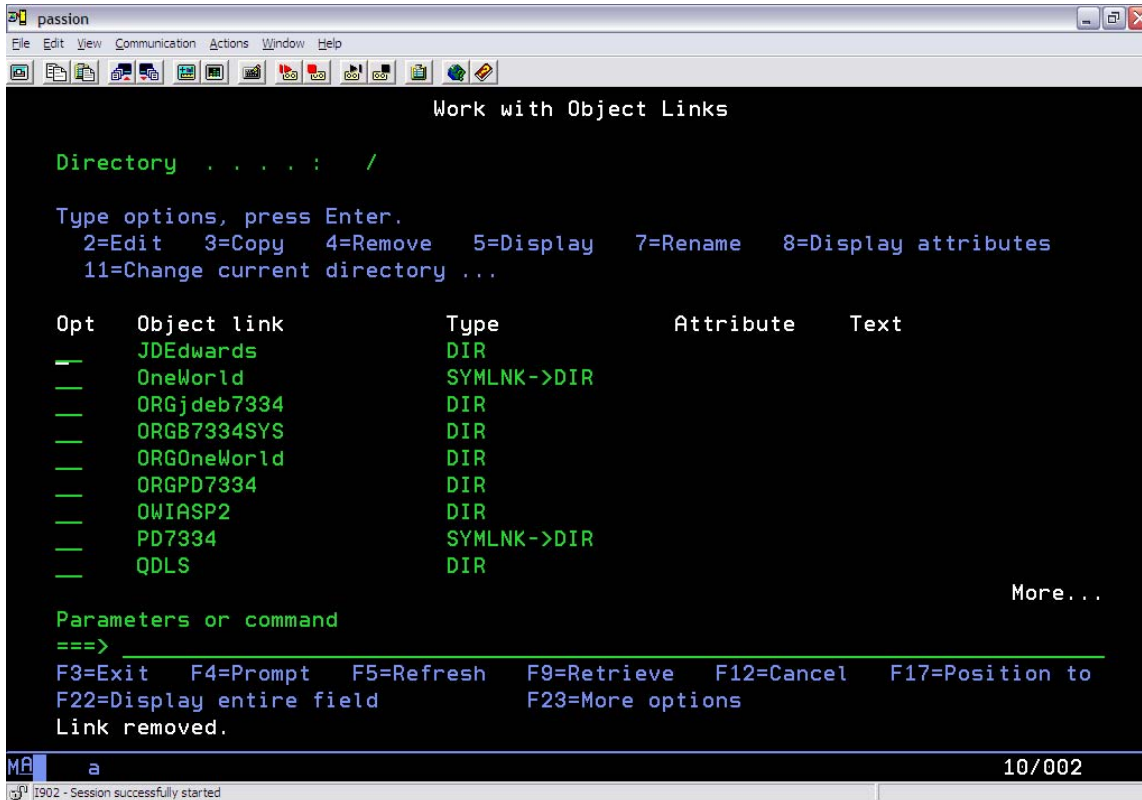 passion
File Edit View Communication Actions Window Help
Work with Object Links
Directory . . . . : /
Type options, press Enter.
2=Edit 3=Copy 4=Remove 5=Display 7=Rename 8=Display attributes
11=Change current directory ...
Opt Object link Type Attribute Text
JDEdwards DIR
OneWorld SYMLNK->DIR
ORGjdeb7334 DIR
ORGB7334SYS DIR
ORGOneWorld DIR
ORGPD7334 DIR
OWIASP2 DIR
PD7334 SYMLNK->DIR
QDLS DIR
More...
Parameters or command
===>
F3=Exit F4=Prompt F5=Refresh F9=Retrieve F12=Cancel F17=Position to
F22=Display entire field F23=More options
Link removed.
MA a 10/002
I902 - Session successfully started